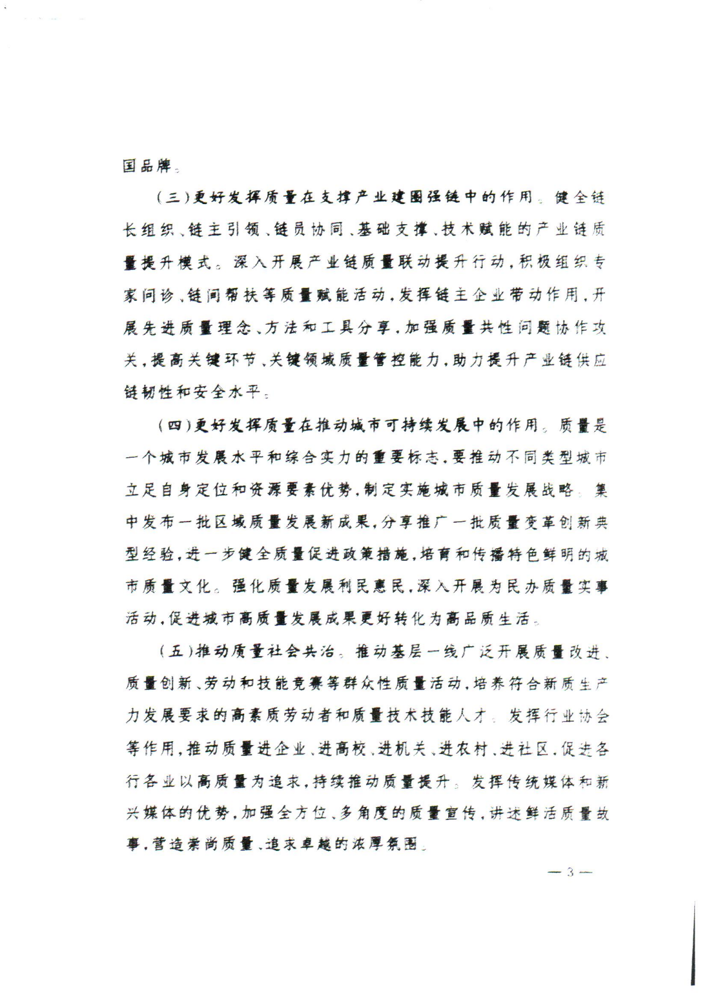 国品牌。
(三)更好发挥质量在支撑产业建圈强链中的作用。健全链
长组织、链主引领、链员协同、基础支撑、技术赋能的产业链质
量提升模式。深入开展产业链质量联动提升行动,积极组织专
家问诊、链间帮扶等质量赋能活动,发挥链主企业带动作用,开
展先进质量理念、方法和工具分享,加强质量共性问题协作攻
关,提高关键环节、关键领域质量管控能力,助力提升产业链供应
链韧性和安全水平。
(四)更好发挥质量在推动城市可持续发展中的作用。质量是
一个城市发展水平和综合实力的重要标志,要推动不同类型城市
立足自身定位和资源要素优势,制定实施城市质量发展战略。集
中发布一批区域质量发展新成果,分享推广一批质量变革创新典
型经验,进一步健全质量促进政策措施,培育和传播特色鲜明的城
市质量文化。强化质量发展利民惠民,深入开展为民办质量实事
活动,促进城市高质量发展成果更好转化为高品质生活。
(五)推动质量社会共治。推动基层一线广泛开展质量改进、
质量创新、劳动和技能竞赛等群众性质量活动,培养符合新质生产
力发展要求的高素质劳动者和质量技术技能人才。发挥行业协会
等作用,推动质量进企业、进高校、进机关、进农村、进社区,促进各
行各业以高质量为追求,持续推动质量提升。发挥传统媒体和新
兴媒体的优势,加强全方位、多角度的质量宣传,讲述鲜活质量故
事,营造崇尚质量、追求卓越的浓厚氛围。
— 3 —